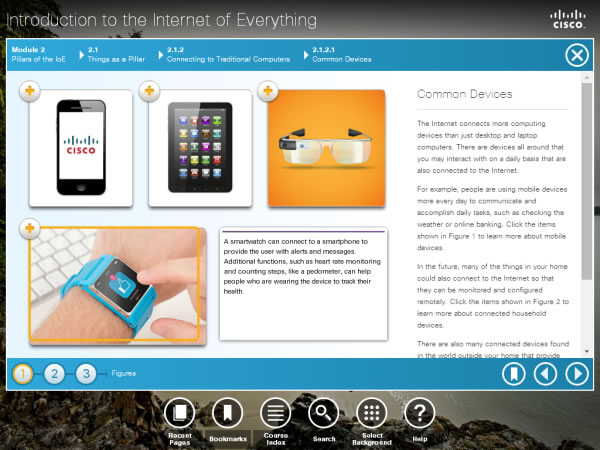 Introduction to the Internet of Everything
CISCO
Module 2
Pillars of the IoE
2.1
Things as a Pillar
2.1.2
Connecting to Traditional Computers
2.1.2.1
Common Devices
CISCO
A smartwatch can connect to a smartphone to
provide the user with alerts and messages.
Additional functions, such as heart rate monitoring
and counting steps, like a pedometer, can help
people who are wearing the device to track their
health.
Common Devices
The Internet connects more computing
devices than just desktop and laptop
computers. There are devices all around that
you may interact with on a daily basis that are
also connected to the Internet.
For example, people are using mobile devices
more every day to communicate and
accomplish daily tasks, such as checking the
weather or online banking. Click the items
shown in Figure 1 to learn more about mobile
devices.
In the future, many of the things in your home
could also connect to the Internet so
that they can be monitored and configured
remotely. Click the items shown in Figure 2 to
learn more about connected household
devices.
There are also many connected devices found
in the world outside your home that provide
1
2
3
Figures
Recent
Pages
Bookmarks
Course
Index
Search
Select
Background
Help